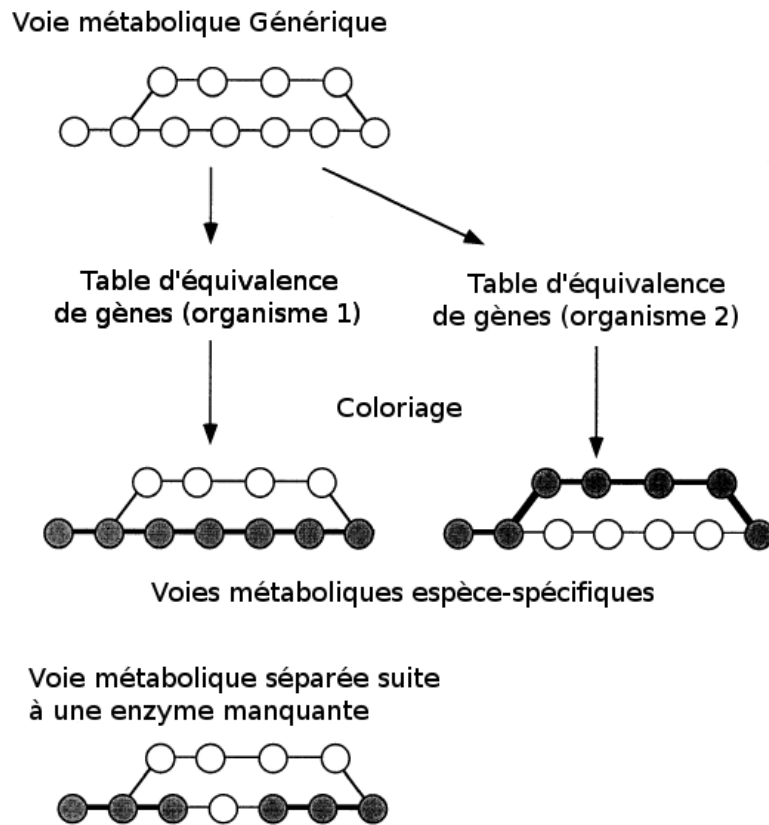 Voie métabolique Générique
Table d'équivalence
de gènes (organisme 1)
Table d'équivalence
de gènes (organisme 2)
Coloriage
Voies métaboliques espèce-spécifiques
Voie métabolique séparée suite
à une enzyme manquante